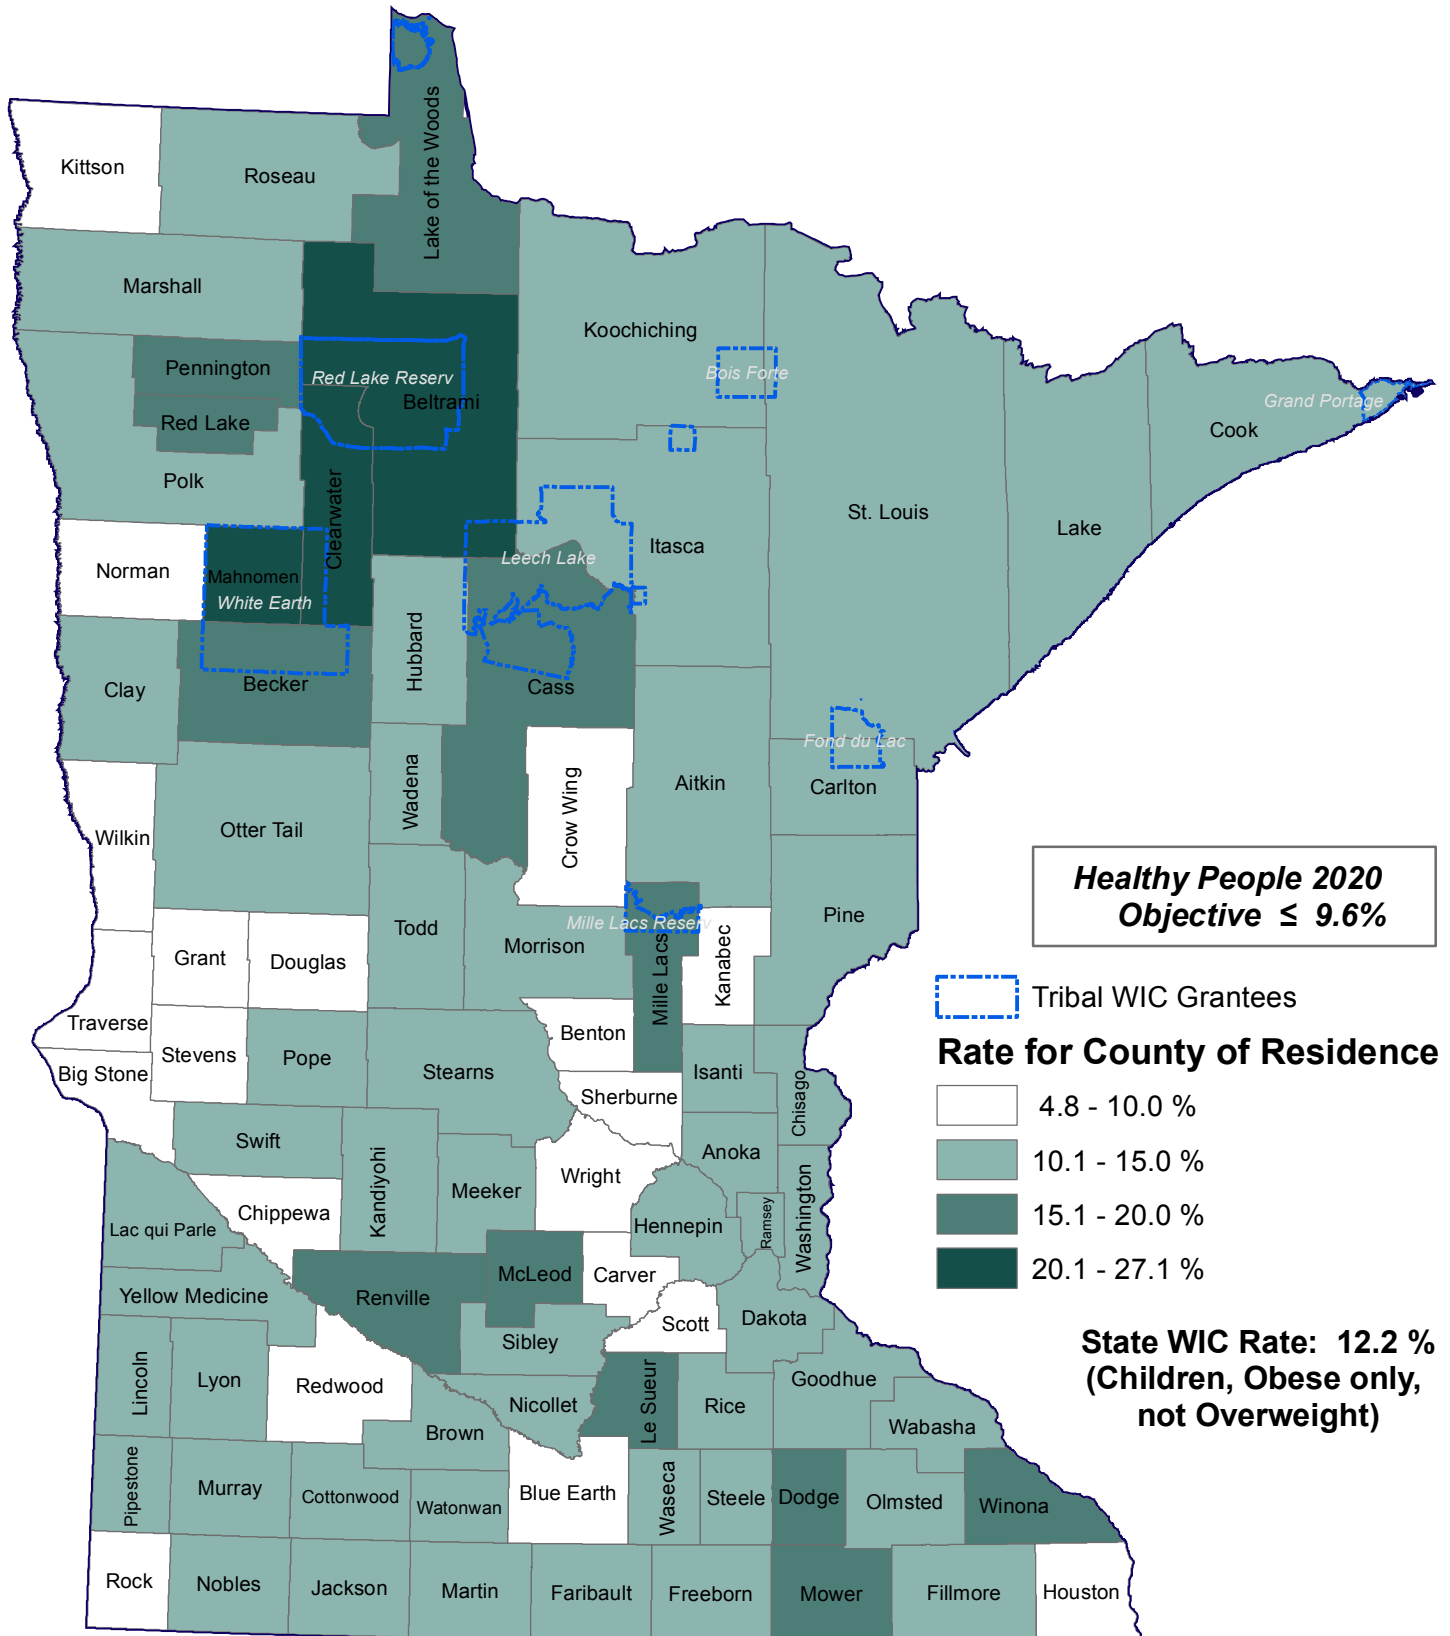 Kittson
Roseau
Lake of the Woods
Marshall
Koochiching
Pennington
Red Lake Reserv
Beltrami
Bois Forte
Grand Portage
Red Lake
Cook
Polk
Clearwater
St. Louis
Lake
Norman
Mahnomen
White Earth
Leech Lake
Itasca
Clay
Becker
Hubbard
Cass
Fond du Lac
Wilkin
Otter Tail
Wadena
Crow Wing
Aitkin
Carlton
Healthy People 2020
Objective ≤ 9.6%
Grant
Douglas
Todd
Morrison
Mille Lacs Reserv
Mille Lacs
Kanabec
Pine
Tribal WIC Grantees
Traverse
Stevens
Pope
Stearns
Benton
Big Stone
Sherburne
Isanti
Chisago
Rate for County of Residence
4.8 - 10.0 %
10.1 - 15.0 %
15.1 - 20.0 %
20.1 - 27.1 %
Swift
Kandiyohi
Meeker
Wright
Anoka
Washington
Chippewa
Lac qui Parle
Hennepin
Ramsey
Yellow Medicine
Renville
McLeod
Carver
Scott
Dakota
State WIC Rate: 12.2 %
(Children, Obese only,
not Overweight)
Lincoln
Lyon
Redwood
Sibley
Nicollet
Le Sueur
Rice
Goodhue
Wabasha
Brown
Pipestone
Murray
Cottonwood
Watonwan
Blue Earth
Waseca
Steele
Dodge
Olmsted
Winona
Rock
Nobles
Jackson
Martin
Faribault
Freeborn
Mower
Fillmore
Houston